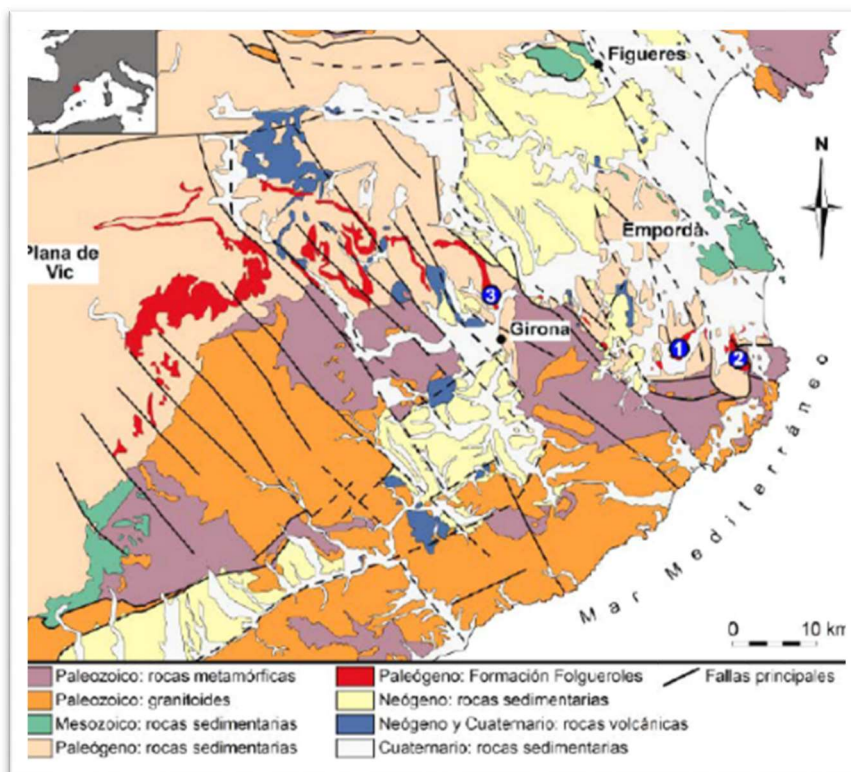 Figueres
N
Empordà
Plana de
Vic
3
Girona
1
2
Mar Mediterráneo
0 10 km
Paleozoico: rocas metamórficas
Paleozoico: granitoides
Mesozoico: rocas sedimentarias
Paleógeno: rocas sedimentarias
Paleógeno: Formación Folgueroles
Neógeno: rocas sedimentarias
Neógeno y Cuaternario: rocas volcánicas
Cuaternario: rocas sedimentarias
Fallas principales